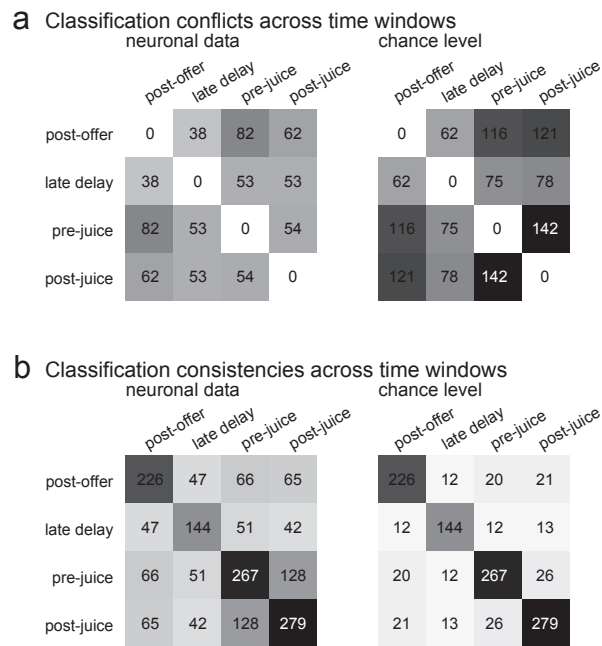 a Classification conflicts across time windows
neuronal data chance level
post-offer late delay pre-juice post-juice post-offer late delay pre-juice post-juice
post-offer 0 38 82 62 0 62 116 121
late delay 38 0 53 53 62 0 75 78
pre-juice 82 53 0 54 116 75 0 142
post-juice 62 53 54 0 121 78 142 0
b Classification consistencies across time windows
neuronal data chance level
post-offer late delay pre-juice post-juice post-offer late delay pre-juice post-juice
post-offer 226 47 66 65 226 12 20 21
late delay 47 144 51 42 12 144 12 13
pre-juice 66 51 267 128 20 12 267 26
post-juice 65 42 128 279 21 13 26 279